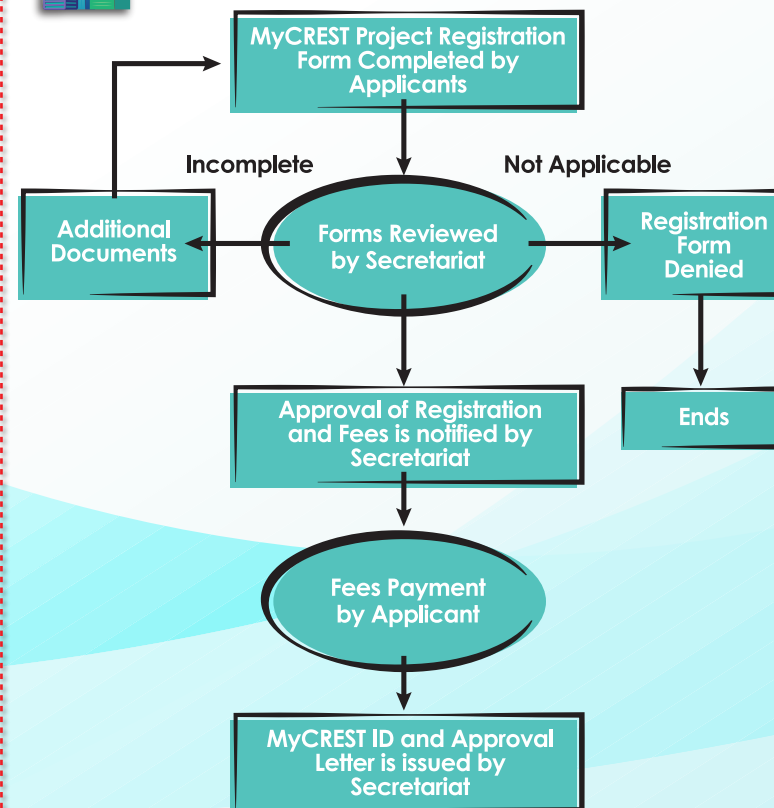 MyCREST Project Registration
Form Completed by
Applicants
Incomplete
Not Applicable
Additional
Documents
Forms Reviewed
by Secretariat
Registration
Form
Denied
Approval of Registration
and Fees is notified by
Secretariat
Ends
Fees Payment
by Applicant
MyCREST ID and Approval
Letter is issued by
Secretariat